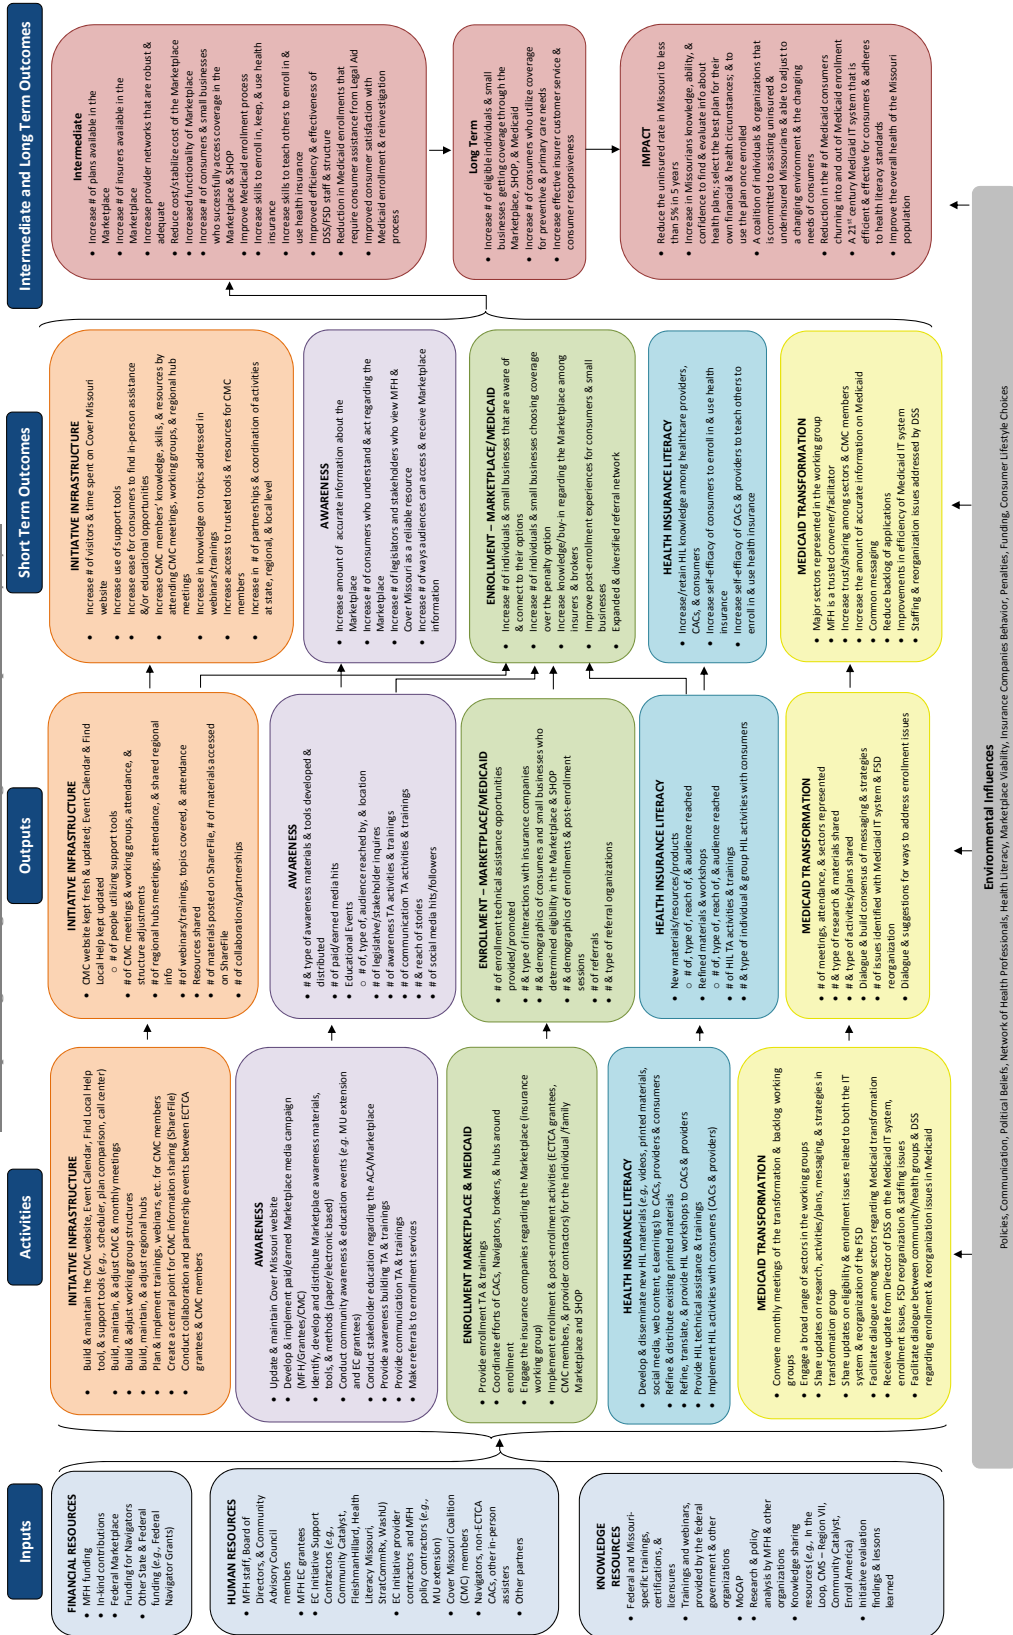 Inputs
FINANCIAL RESOURCES
• MFH funding
• In-kind contributions
• Federal Marketplace
Funding for Navigators
• Other State & Federal
funding (e.g., Federal
Navigator Grants)
HUMAN RESOURCES
• MFH staff, Board of
Directors, & Community
Advisory Council
members
• MFH EC grantees
• EC Initiative Support
Contractors (e.g.,
Community Catalyst,
FleishmanHillard, Health
Literacy Missouri,
StratCommRx, WashU)
• EC Initiative provider
contractors and MFH
policy contractors (e.g.,
MU extension)
• Cover Missouri Coalition
(CMC) members
• Navigators, non-ECTCA
CACs, other in-person
assisters
• Other partners
KNOWLEDGE
RESOURCES
• Federal and Missouri-
specific trainings,
certifications, &
licensures
• Trainings and webinars,
provided by the federal
government & other
organizations
• MoCAP
• Research & policy
analysis by MFH & other
organizations
• Knowledge sharing
resources (e.g., In the
Loop, CMS – Region VII,
Community Catalyst,
Enroll America)
• Initiative evaluation
findings & lessons
learned
Activities
INITIATIVE INFRASTRUCTURE
• Build & maintain the CMC website, Event Calendar, Find Local Help
tool, & support tools (e.g., scheduler, plan comparison, call center)
• Build, maintain, & adjust CMC & monthly meetings
• Build & adjust working group structures
• Build, maintain, & adjust regional hubs
• Plan & implement trainings, webinars, etc. for CMC members
• Create a central point for CMC information sharing (ShareFile)
• Conduct collaboration and partnership events between ECTCA
grantees & CMC members
AWARENESS
• Update & maintain Cover Missouri website
• Develop & implement paid/earned Marketplace media campaign
(MFH/Grantees/CMC)
• Identify, develop and distribute Marketplace awareness materials,
tools, & methods (paper/electronic based)
• Conduct community awareness & education events (e.g. MU extension
and EC grantees)
• Conduct stakeholder education regarding the ACA/Marketplace
• Provide awareness building TA & trainings
• Provide communication TA & trainings
• Make referrals to enrollment services
ENROLLMENT MARKETPLACE & MEDICAID
• Provide enrollment TA & trainings
• Coordinate efforts of CACs, Navigators, brokers, & hubs around
enrollment
• Engage the insurance companies regarding the Marketplace (insurance
working group)
• Implement enrollment & post-enrollment activities (ECTCA grantees,
CMC members, & provider contractors) for the individual /family
Marketplace and SHOP
HEALTH INSURANCE LITERACY
• Develop & disseminate new HIL materials (e.g., videos, printed materials,
social media, web content, eLearnings) to CACs, providers & consumers
• Refine & distribute existing printed materials
• Refine, translate, & provide HIL workshops to CACs & providers
• Provide HIL technical assistance & trainings
• Implement HIL activities with consumers (CACs & providers)
MEDICAID TRANSFORMATION
• Convene monthly meetings of the transformation & backlog working
groups
• Engage a broad range of sectors in the working groups
• Share updates on research, activities/plans, messaging, & strategies in
transformation group
• Share updates on eligibility & enrollment issues related to both the IT
system & reorganization of the FSD
• Facilitate dialogue among sectors regarding Medicaid transformation
• Receive update from Director of DSS on the Medicaid IT system,
enrollment issues, FSD reorganization & staffing issues
• Facilitate dialogue between community/health groups & DSS
regarding enrollment & reorganization issues in Medicaid
Outputs
INITIATIVE INFRASTRUCTURE
• CMC website kept fresh & updated; Event Calendar & Find
Local Help kept updated
○ # of people utilizing support tools
• # of CMC meetings & working groups, attendance, &
structure adjustments
• # of regional hubs meetings, attendance, & shared regional
info
• # of webinars/trainings, topics covered, & attendance
• Resources shared
• # of materials posted on ShareFile, # of materials accessed
on ShareFile
• # of collaborations/partnerships
AWARENESS
• # & type of awareness materials & tools developed &
distributed
• # of paid/earned media hits
• Educational Events
○ # of, type of, audience reached by, & location
• # of legislative/stakeholder inquires
• # of awareness TA activities & trainings
• # of communication TA activities & trainings
• # & reach of stories
• # of social media hits/followers
ENROLLMENT – MARKETPLACE/MEDICAID
• # of enrollment technical assistance opportunities
provided/promoted
• # & type of interactions with insurance companies
• # & demographics of consumers and small businesses who
determined eligibility in the Marketplace & SHOP
• # & demographics of enrollments & post-enrollment
sessions
• # of referrals
• # & type of referral organizations
HEALTH INSURANCE LITERACY
• New materials/resources/products
○ # of, type of, reach of, & audience reached
• Refined materials & workshops
○ # of, type of, reach of, & audience reached
• # of HIL TA activities & trainings
• # & type of individual & group HIL activities with consumers
MEDICAID TRANSFORMATION
• # of meetings, attendance, & sectors represented
• # & type of research & materials shared
• # & type of activities/plans shared
• Dialogue & build consensus of messaging & strategies
• # of issues identified with Medicaid IT system & FSD
reorganization
• Dialogue & suggestions for ways to address enrollment issues
Short Term Outcomes
INITIATIVE INFRASTRUCTURE
• Increase # of visitors & time spent on Cover Missouri
website
• Increase use of support tools
• Increase ease for consumers to find in-person assistance
&/or educational opportunities
• Increase CMC members' knowledge, skills, & resources by
attending CMC meetings, working groups, & regional hub
meetings
• Increase in knowledge on topics addressed in
webinars/trainings
• Increase access to trusted tools & resources for CMC
members
• Increase in # of partnerships & coordination of activities
at state, regional, & local level
AWARENESS
• Increase amount of accurate information about the
Marketplace
• Increase # of consumers who understand & act regarding the
Marketplace
• Increase # of legislators and stakeholders who view MFH &
Cover Missouri as a reliable resource
• Increase # of ways audiences can access & receive Marketplace
information
ENROLLMENT – MARKETPLACE/MEDICAID
• Increase # of individuals & small businesses that are aware of
& connect to their options
• Increase # of individuals & small businesses choosing coverage
over the penalty option
• Increase knowledge/buy-in regarding the Marketplace among
insurers & brokers
• Improve post-enrollment experiences for consumers & small
businesses
• Expanded & diversified referral network
HEALTH INSURANCE LITERACY
• Increase/retain HIL knowledge among healthcare providers,
CACs, & consumers
• Increase self-efficacy of consumers to enroll in & use health
insurance
• Increase self-efficacy of CACs & providers to teach others to
enroll in & use health insurance
MEDICAID TRANSFORMATION
• Major sectors represented in the working group
• MFH is a trusted convener/facilitator
• Increase trust/sharing among sectors & CMC members
• Increase the amount of accurate information on Medicaid
• Common messaging
• Reduce backlog of applications
• Improvements in efficiency of Medicaid IT system
• Staffing & reorganization issues addressed by DSS
Intermediate and Long Term Outcomes
Intermediate
• Increase # of plans available in the
Marketplace
• Increase # of insurers available in the
Marketplace
• Increase provider networks that are robust &
adequate
• Reduce cost/stabilize cost of the Marketplace
• Increased functionality of Marketplace
• Increase # of consumers & small businesses
who successfully access coverage in the
Marketplace & SHOP
• Improve Medicaid enrollment process
• Increase skills to enroll in, keep, & use health
insurance
• Increase skills to teach others to enroll in &
use health insurance
• Improved efficiency & effectiveness of
DSS/FSD staff & structure
• Reduction in Medicaid enrollments that
require consumer assistance from Legal Aid
• Improved consumer satisfaction with
Medicaid enrollment & reinvestigation
process
Long Term
• Increase # of eligible individuals & small
businesses getting coverage through the
Marketplace, SHOP, & Medicaid
• Increase # of consumers who utilize coverage
for preventive & primary care needs
• Increase effective insurer customer service &
consumer responsiveness
IMPACT
• Reduce the uninsured rate in Missouri to less
than 5% in 5 years
• Increase in Missourians knowledge, ability, &
confidence to find & evaluate info about
health plans; select the best plan for their
own financial & health circumstances; & to
use the plan once enrolled
• A coalition of individuals & organizations that
is committed to assisting uninsured &
underinsured Missourians & able to adjust to
a changing environment & the changing
needs of consumers
• Reduction in the # of Medicaid consumers
churning into and out of Medicaid enrollment
• A 21st century Medicaid IT system that is
efficient & effective for consumers & adheres
to health literacy standards
• Improve the overall health of the Missouri
population
Environmental Influences
Policies, Communication, Political Beliefs, Network of Health Professionals, Health Literacy, Marketplace Viability, Insurance Companies Behavior, Penalties, Funding, Consumer Lifestyle Choices